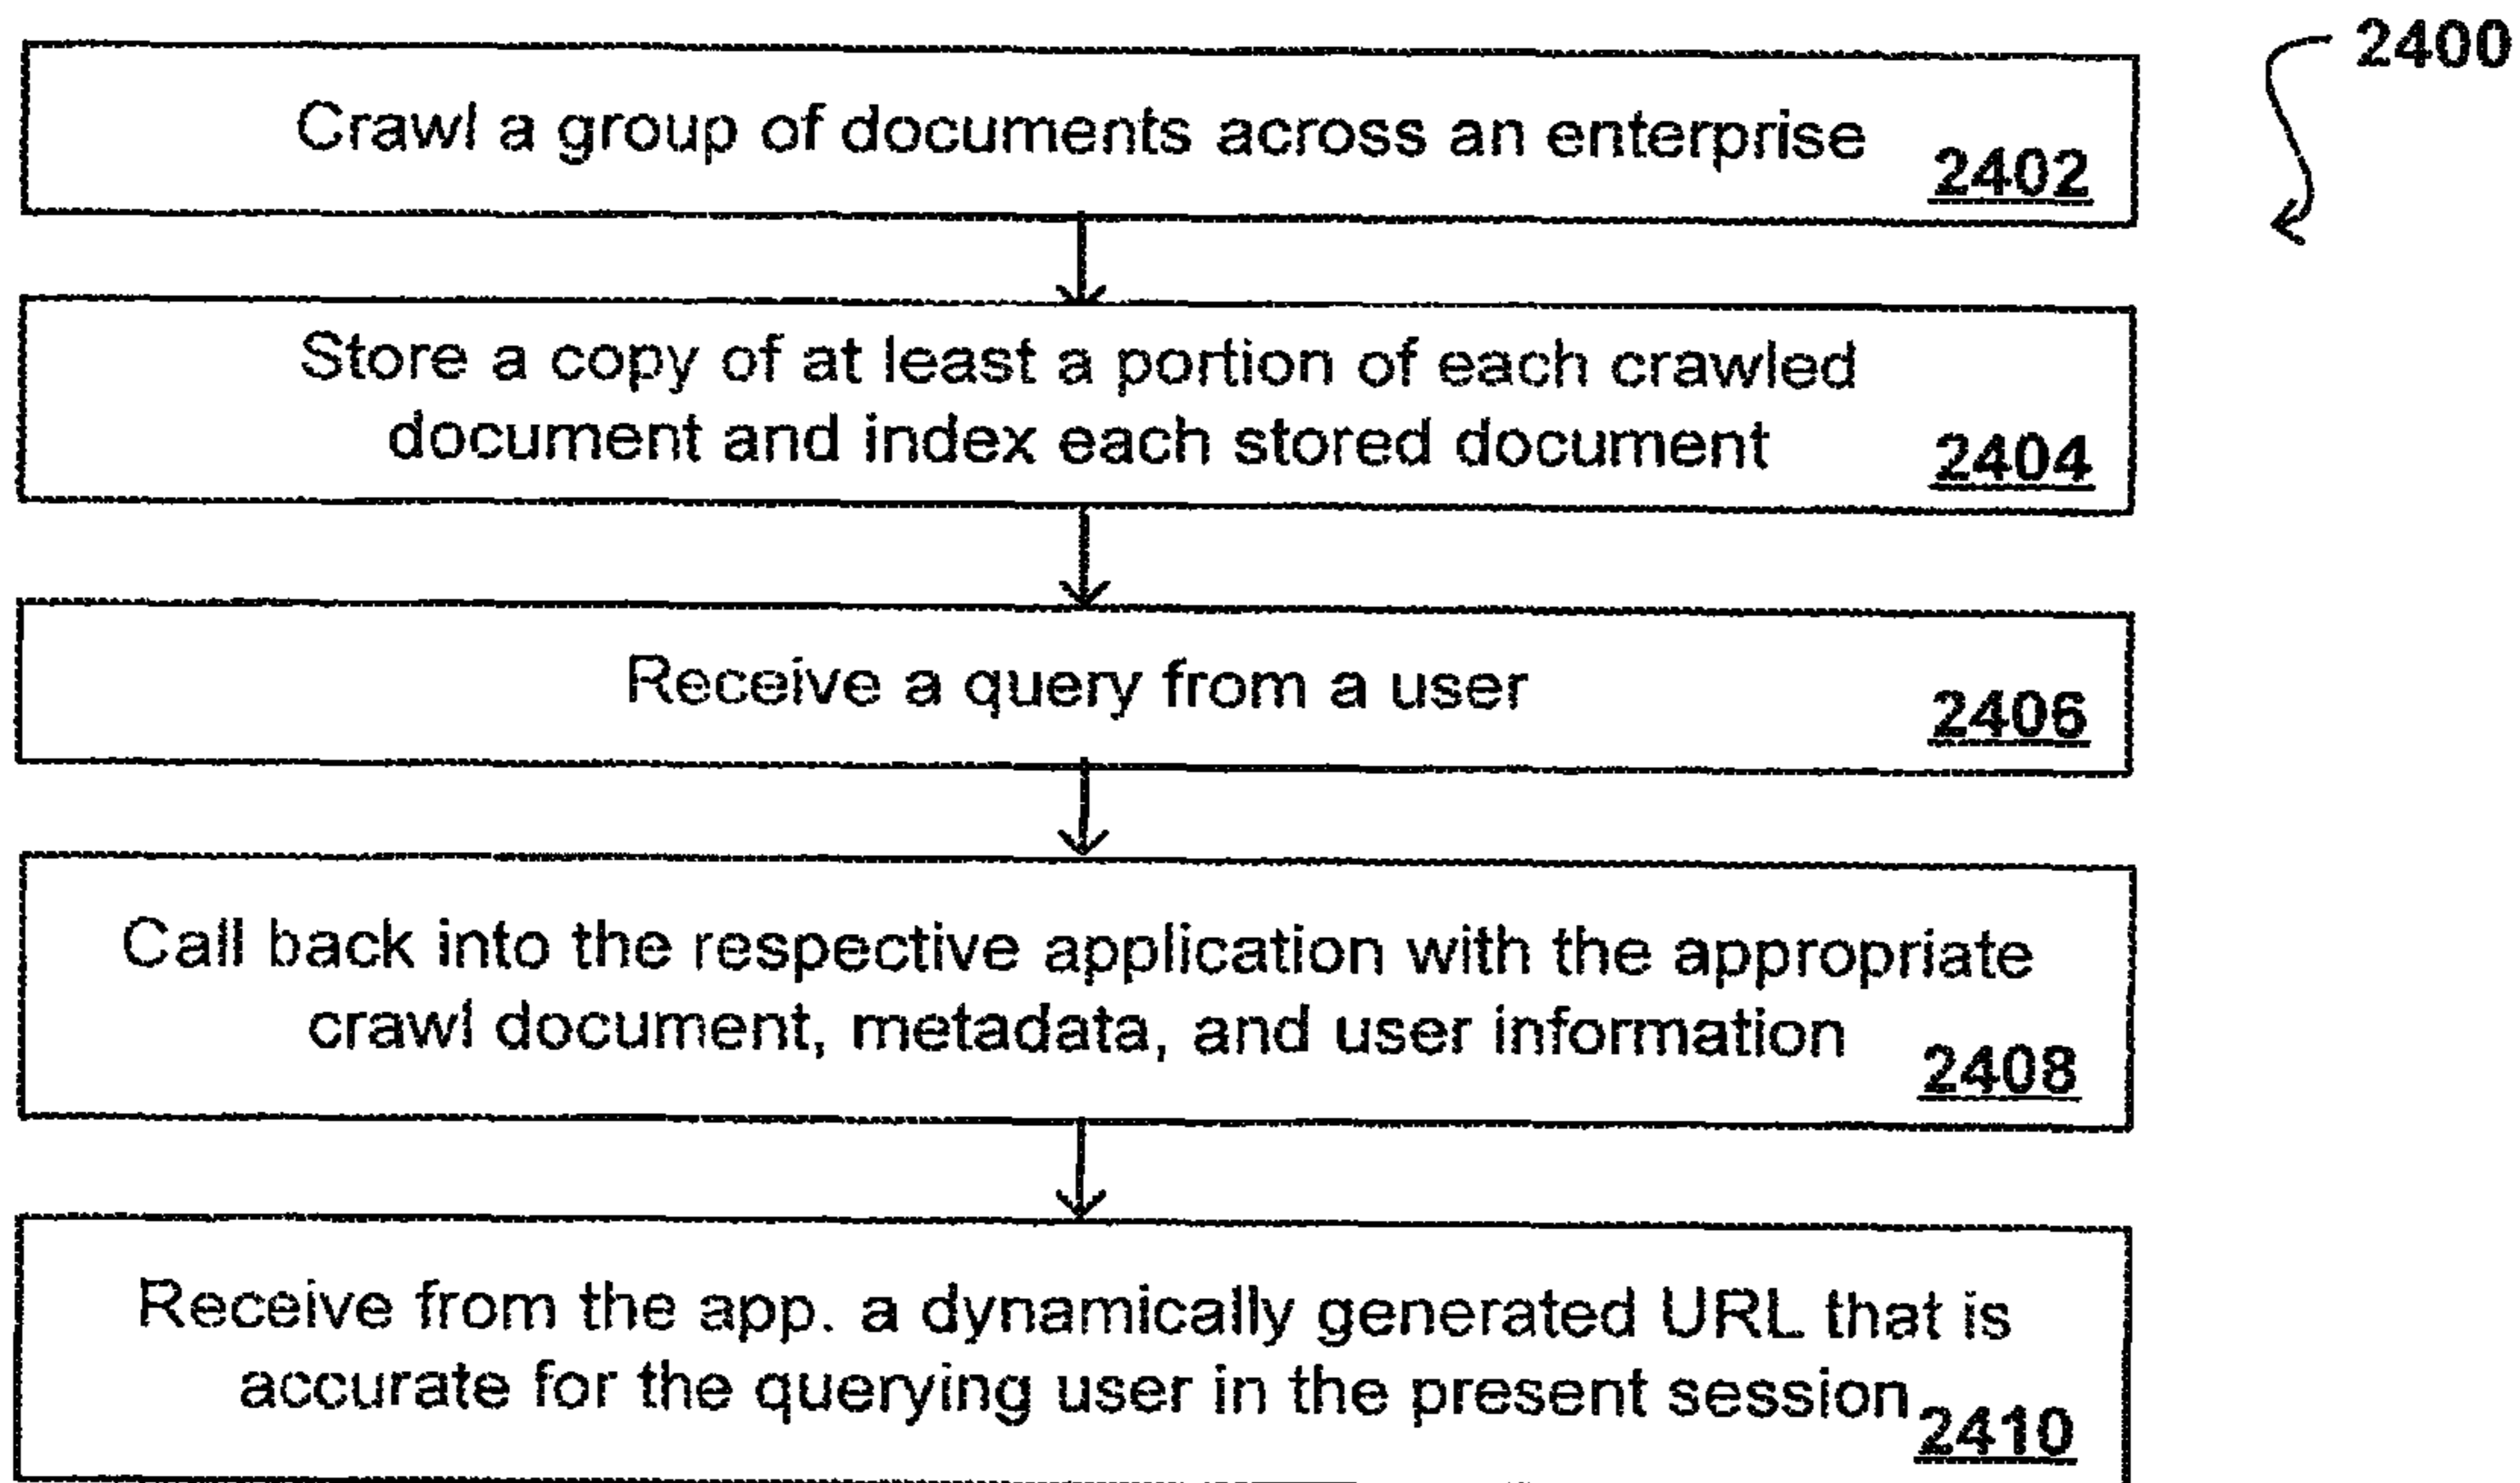 2400
Crawl a group of documents across an enterprise
2402
Store a copy of at least a portion of each crawled
document and index each stored document
2404
Receive a query from a user
2406
Call back into the respective application with the appropriate
crawl document, metadata, and user information
2408
Receive from the app. a dynamically generated URL that is
accurate for the querying user in the present session
2410